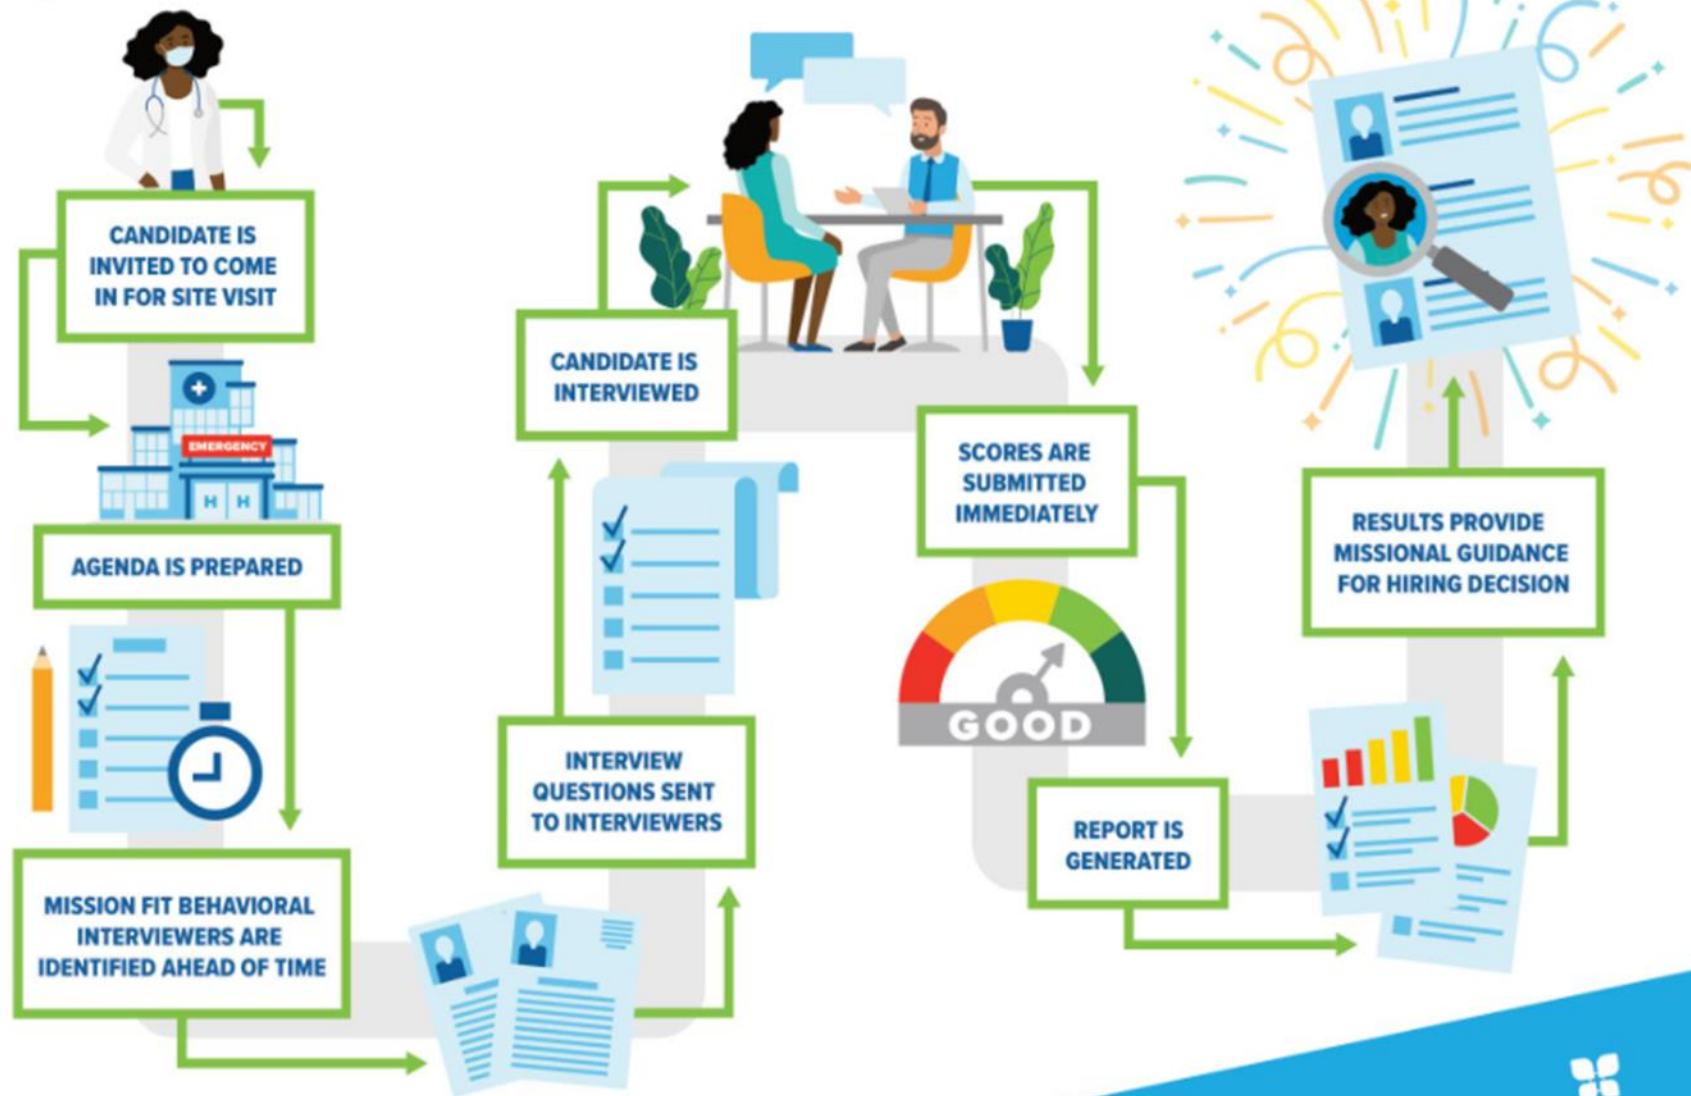 CANDIDATE IS
INVITED TO COME
IN FOR SITE VISIT
EMERGENCY
H H
AGENDA IS PREPARED
MISSION FIT BEHAVIORAL
INTERVIEWERS ARE
IDENTIFIED AHEAD OF TIME
INTERVIEW
QUESTIONS SENT
TO INTERVIEWERS
CANDIDATE IS
INTERVIEWED
SCORES ARE
SUBMITTED
IMMEDIATELY
GOOD
REPORT IS
GENERATED
RESULTS PROVIDE
MISSIONAL GUIDANCE
FOR HIRING DECISION